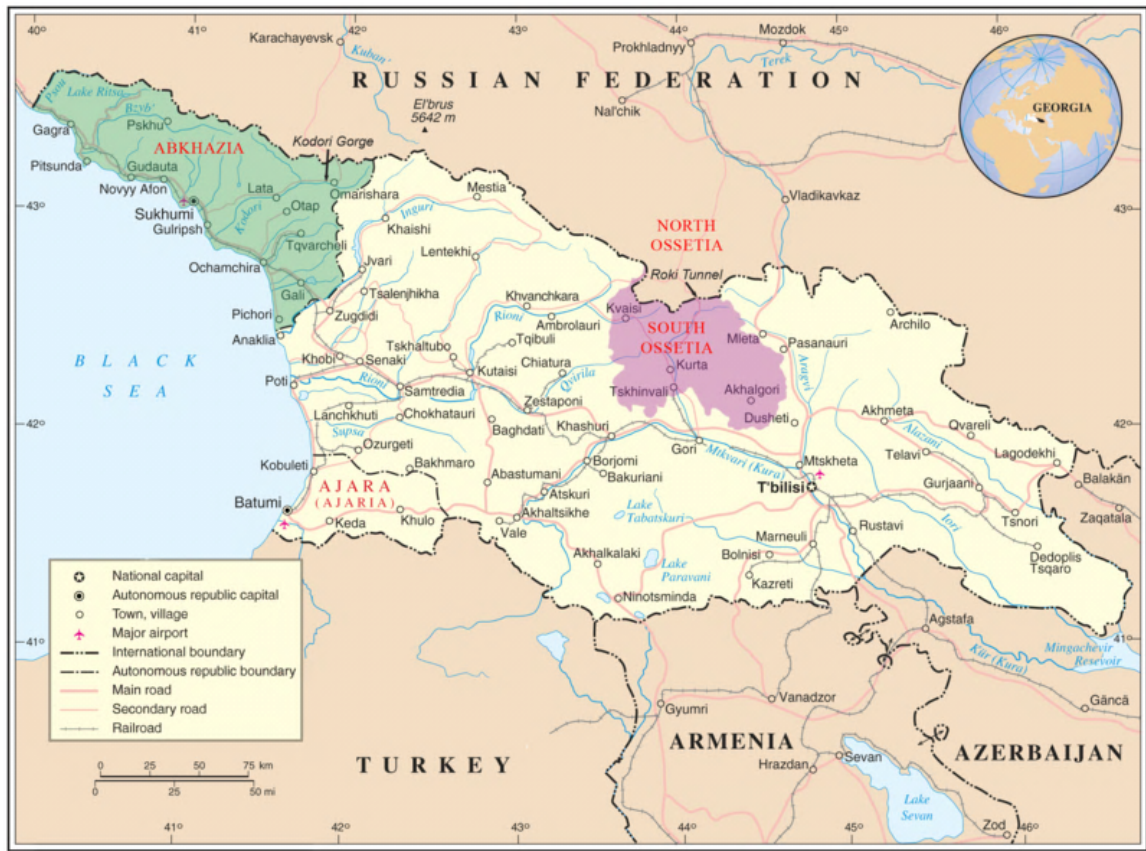 40°
41°
42°
43°
44°
45°
46°
Karachayevsk
Kuban'
Prokhladnyy
Mozdok
Terek
RUSSIAN FEDERATION
Nal'chik
El'brus
5642 m
GEORGIA
Psou
Lake Ritsa
Bzyb'
Gagra
Pskhu
ABKHAZIA
Kodori Gorge
Pitsunda
Gudauta
Novyy Afon
Lata
Omarishara
Mestia
Vladikavkaz
43°
43°
Sukhumi
Otap
Kodori
Inguri
Gulripsh
Khaishi
Tqvarcheli
Lentekhi
NORTH
OSSETIA
Ochamchira
Jvari
Roki Tunnel
Gali
Tsalenjhikha
Khvanchkara
Kvaisi
Archilo
Pichori
Zugdidi
Rioni
Ambrolauri
SOUTH
OSSETIA
Mleta
Pasanauri
Anaklia
Tskhaltubo
Tqibuli
BLACK
SEA
Khobi
Senaki
Chiatura
Kurta
Aragvi
Poti
Rioni
Kutaisi
Qvirila
Tskhinvali
Akhalgori
Samtredia
Lanchkhuti
Chokhatauri
Zestaponi
Dusheti
Akhmeta
Qvareli
42°
42°
Supsa
Baghdati
Khashuri
Alazani
Ozurgeti
Gori
Mtkvari (Kura)
Mtskheta
Telavi
Lagodekhi
Kobuleti
Bakhmaro
Abastumani
Borjomi
Bakuriani
T'bilisi
Gurjaani
Balakän
AJARA
(AJARIA)
Atskuri
Batumi
Lake
Tabatskuri
Iori
Tsnori
Zaqatala
Keda
Khulo
Vale
Akhaltsikhe
Rustavi
Marneuli
Dedoplis
Tsqaro
Akhalkalaki
Bolnisi
Lake
Paravani
Kazreti
Ninotsminda
National capital
Autonomous republic capital
Town, village
Major airport
International boundary
Autonomous republic boundary
Main road
Secondary road
Railroad
41°
41°
Agstafa
Mingachevir
Resevoir
Kür (Kura)
Gyumri
Vanadzor
Gäncä
TURKEY
ARMENIA
AZERBAIJAN
Hrazdan
Sevan
Lake
Sevan
Zod
0 25 50 75 km
0 25 50 mi
40°
41°
42°
43°
44°
45°
46°